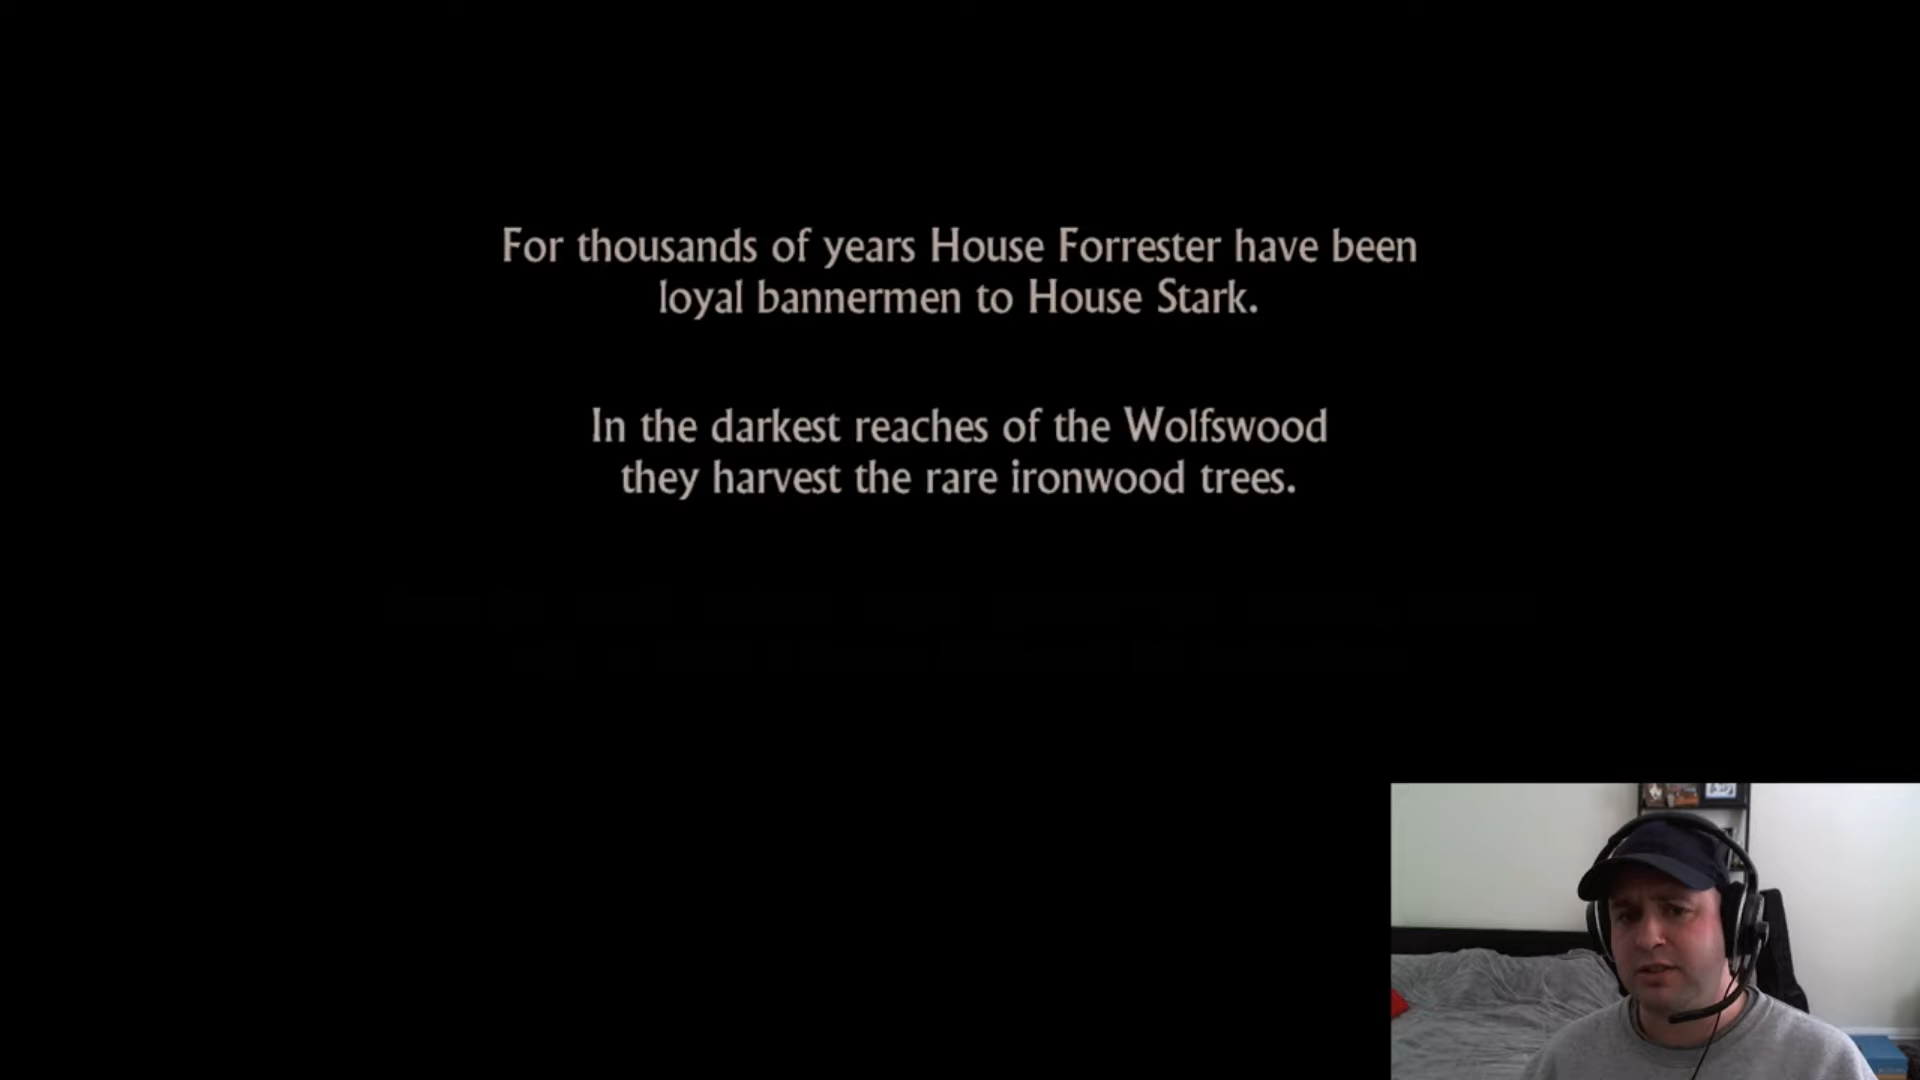 For thousands of years House Forrester have been
loyal bannermen to House Stark.
In the darkest reaches of the Wolfswood
they harvest the rare ironwood trees.